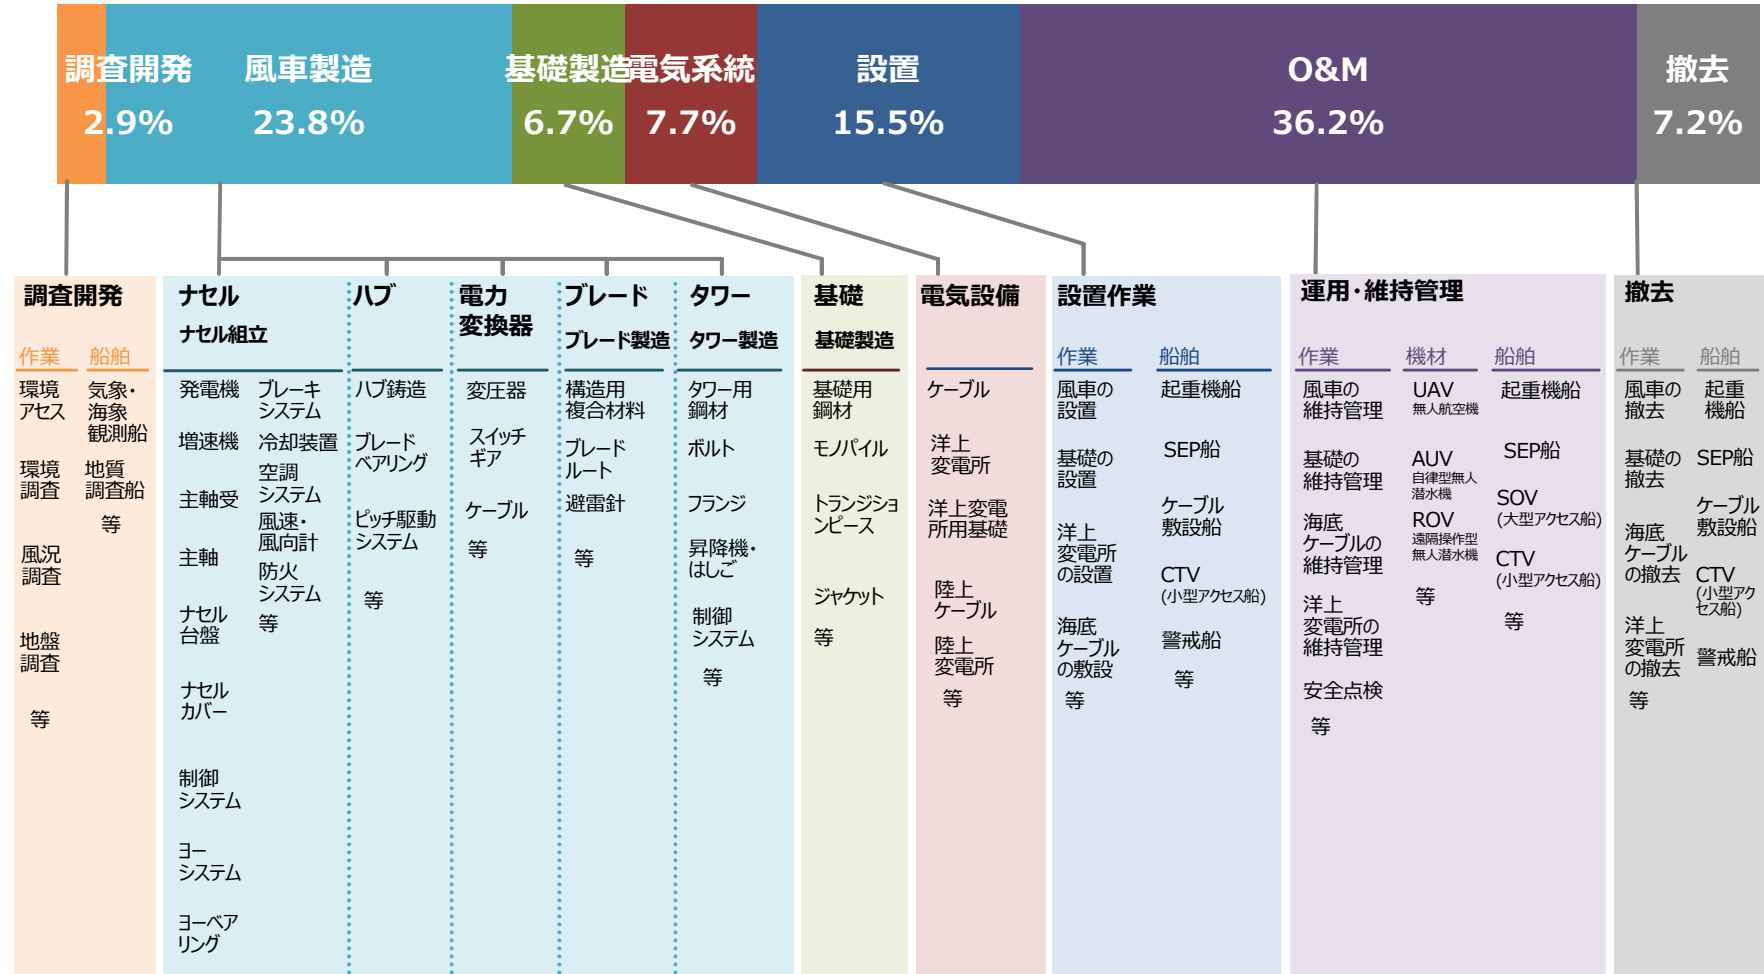 調査開発
2.9%
風車製造
23.8%
基礎製造
6.7%
電気系統
7.7%
設置
15.5%
O&M
36.2%
撤去
7.2%
調査開発
作業
環境
アセス
環境
調査
風況
調査
地盤
調査
等
船舶
気象・
海象
観測船
地質
調査船
等
ナセル
ナセル組立
発電機
増速機
主軸受
主軸
ナセル
台盤
ナセル
カバー
制御
システム
ヨー
システム
ヨーベア
リング
ブレーキ
システム
冷却装置
空調
システム
風速・
風向計
防火
システム
等
ハブ
ハブ鋳造
ブレード
ベアリング
ピッチ駆動
システム
等
電力
変換器
変圧器
スイッチ
ギア
ケーブル
等
ブレード
ブレード製造
構造用
複合材料
ブレード
ルート
避雷針
等
タワー
タワー製造
タワー用
鋼材
ボルト
フランジ
昇降機・
はしご
制御
システム
等
基礎
基礎製造
基礎用
鋼材
モノパイル
トランジショ
ンピース
ジャケット
等
電気設備
ケーブル
洋上
変電所
洋上変電
所用基礎
陸上
ケーブル
陸上
変電所
等
設置作業
作業
風車の
設置
基礎の
設置
洋上
変電所
の設置
海底
ケーブル
の敷設
等
船舶
起重機船
SEP船
ケーブル
敷設船
CTV
(小型アクセス船)
警戒船
等
運用・維持管理
作業
風車の
維持管理
基礎の
維持管理
海底
ケーブルの
維持管理
洋上
変電所の
維持管理
安全点検
等
機材
UAV
無人航空機
AUV
自律型無人
潜水機
ROV
遠隔操作型
無人潜水機
等
船舶
起重機船
SEP船
SOV
(大型アクセス船)
CTV
(小型アクセス船)
等
撤去
作業
風車の
撤去
基礎の
撤去
海底
ケーブル
の撤去
洋上
変電所
の撤去
等
船舶
起重
機船
SEP船
ケーブル
敷設船
CTV
(小型アク
セス船)
警戒船